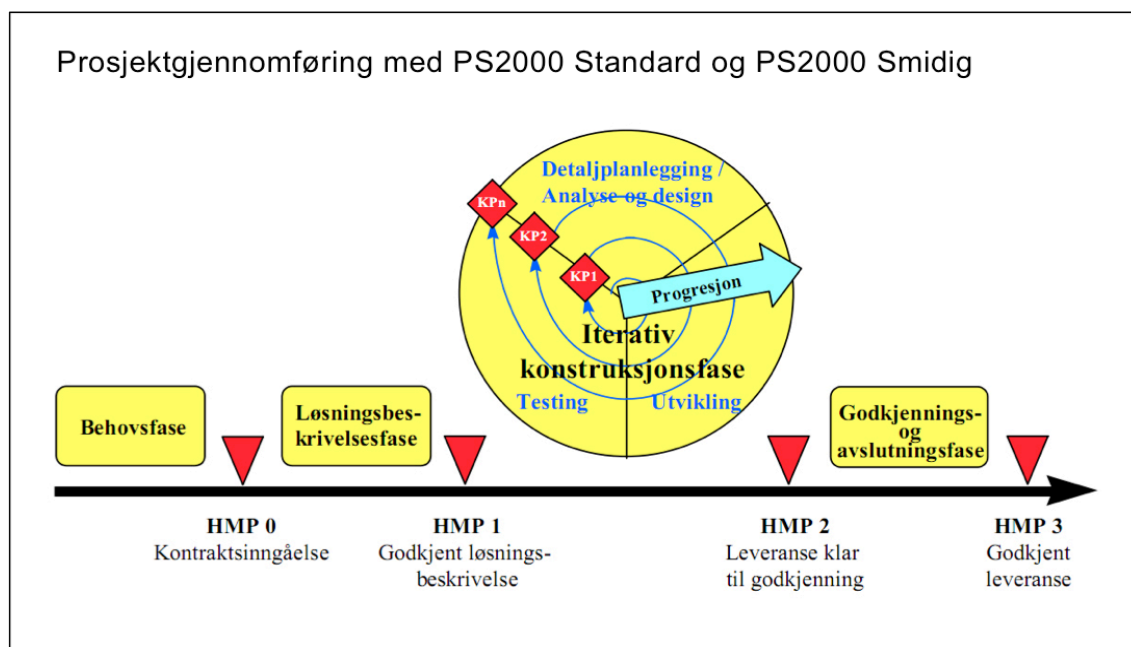 Prosjektgjennomføring med PS2000 Standard og PS2000 Smidig
Detaljplanlegging /
Analyse og design
KPn
KP2
KP1
Progresjon
Iterativ
konstruksjonsfase
Testing
Utvikling
Behovsfase
Løsningsbes-
krivelsesfase
Godkjennings-
og
avslutningsfase
HMP 0
Kontraktsinngåelse
HMP 1
Godkjent løsnings-
beskrivelse
HMP 2
Leveranse klar
til godkjenning
HMP 3
Godkjent
leveranse